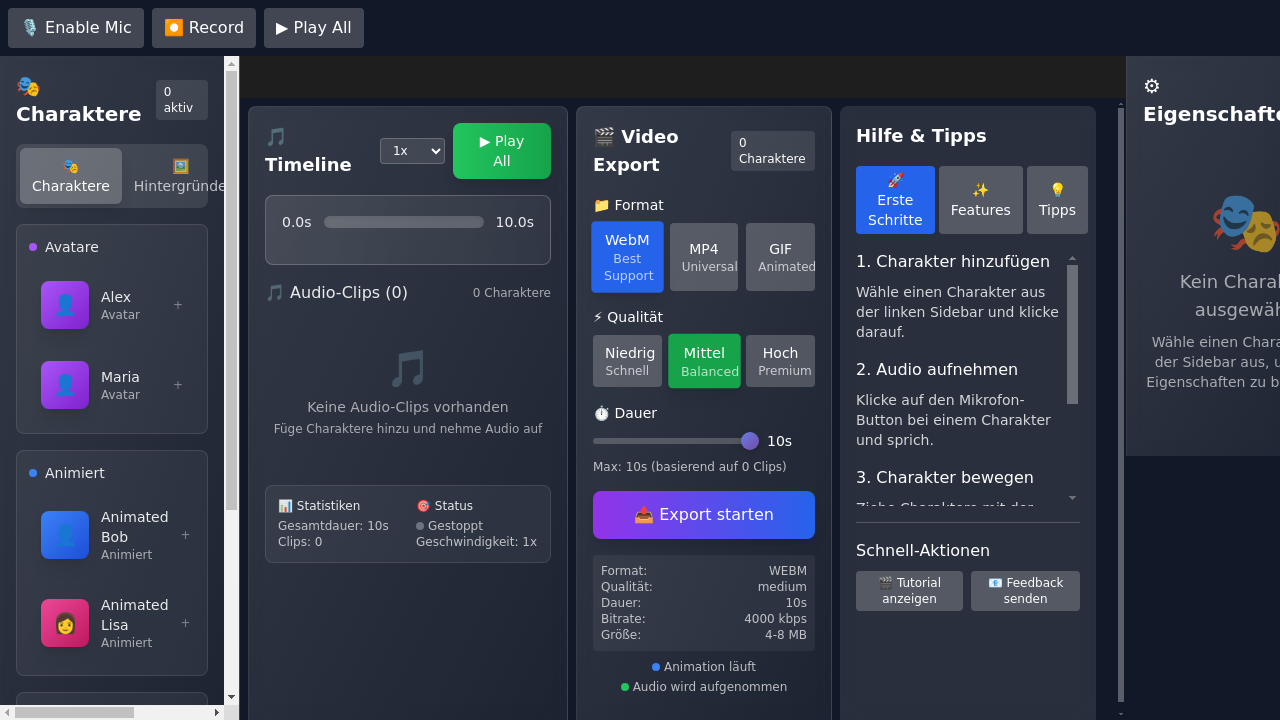 🎙️ Enable Mic
⏺️ Record
▶ Play All
🎭
Charaktere
0
aktiv
🎭
Charaktere
🖼️
Hintergründe
Avatare
Alex
Avatar
+
Maria
Avatar
+
Animiert
Animated
Bob
Animiert
+
Animated
Lisa
Animiert
+
🎵
Timeline
1x
▶ Play
All
0.0s
10.0s
🎵 Audio-Clips (0)
0 Charaktere
Keine Audio-Clips vorhanden
Füge Charaktere hinzu und nehme Audio auf
📊 Statistiken
Gesamtdauer: 10s
Clips: 0
🎯 Status
Gestoppt
Geschwindigkeit: 1x
🎬 Video
Export
0
Charaktere
📁 Format
WebM
Best
Support
MP4
Universal
GIF
Animated
⚡ Qualität
Niedrig
Schnell
Mittel
Balanced
Hoch
Premium
⏱️ Dauer
10s
Max: 10s (basierend auf 0 Clips)
📤 Export starten
Format: WEBM
Qualität: medium
Dauer: 10s
Bitrate: 4000 kbps
Größe: 4-8 MB
Animation läuft
Audio wird aufgenommen
Hilfe & Tipps
🚀
Erste
Schritte
✨
Features
💡
Tipps
1. Charakter hinzufügen
Wähle einen Charakter aus
der linken Sidebar und klicke
darauf.
2. Audio aufnehmen
Klicke auf den Mikrofon-
Button bei einem Charakter
und sprich.
3. Charakter bewegen
Ziehe Charaktere mit der
Schnell-Aktionen
🎬 Tutorial
anzeigen
📧 Feedback
senden
⚙
Eigenschafte
Kein Chara
ausgewäh
Wähle einen Chara
der Sidebar aus, u
Eigenschaften zu b